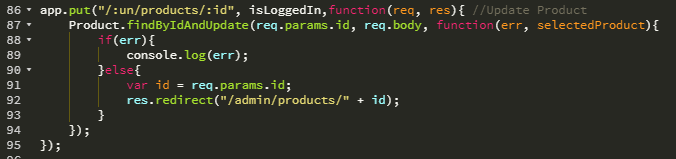 86 app.put("/:un/products/:id", isLoggedIn,function(req, res){ //Update Product
87 Product.findByIdAndUpdate(req.params.id, req.body, function(err, selectedProduct){
88 if(err){
89 console.log(err);
90 }else{
91 var id = req.params.id;
92 res.redirect("/admin/products/" + id);
93 }
94 });
95 });